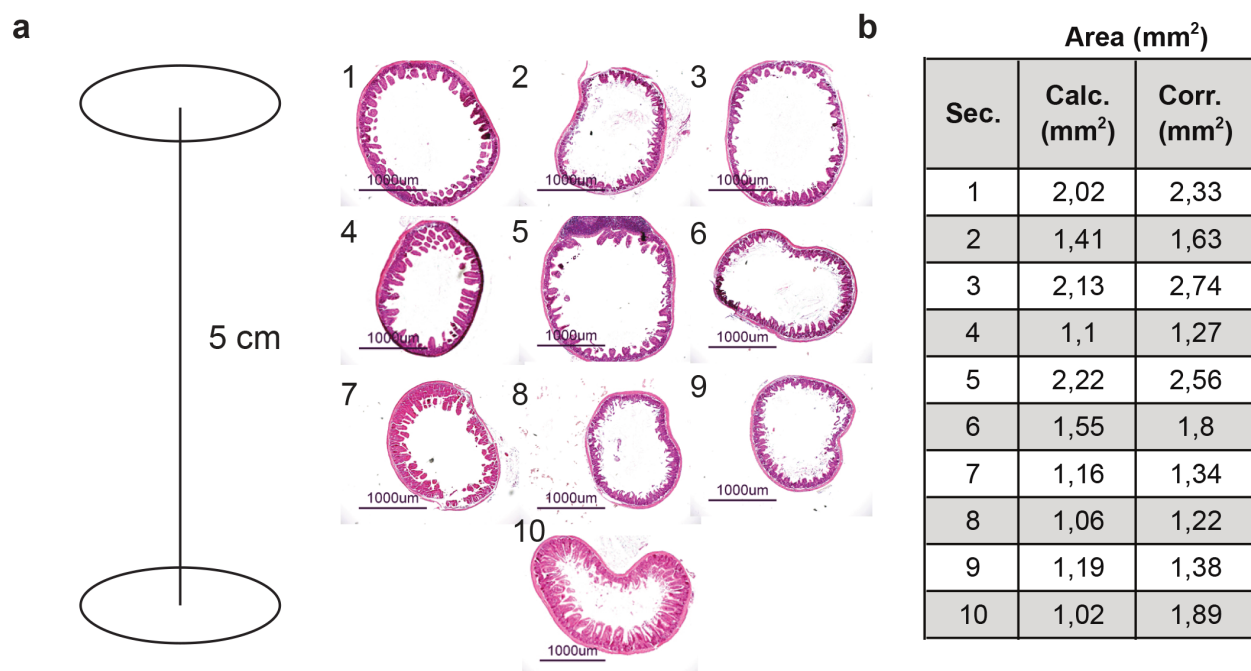 a
5 cm
1
1000um
2
1000um
3
1000um
4
1000um
5
1000um
6
1000um
7
1000um
8
1000um
9
1000um
10
1000um
b
Area (mm²)
Sec. Calc. (mm²) Corr. (mm²)
1 2,02 2,33
2 1,41 1,63
3 2,13 2,74
4 1,1 1,27
5 2,22 2,56
6 1,55 1,8
7 1,16 1,34
8 1,06 1,22
9 1,19 1,38
10 1,02 1,89